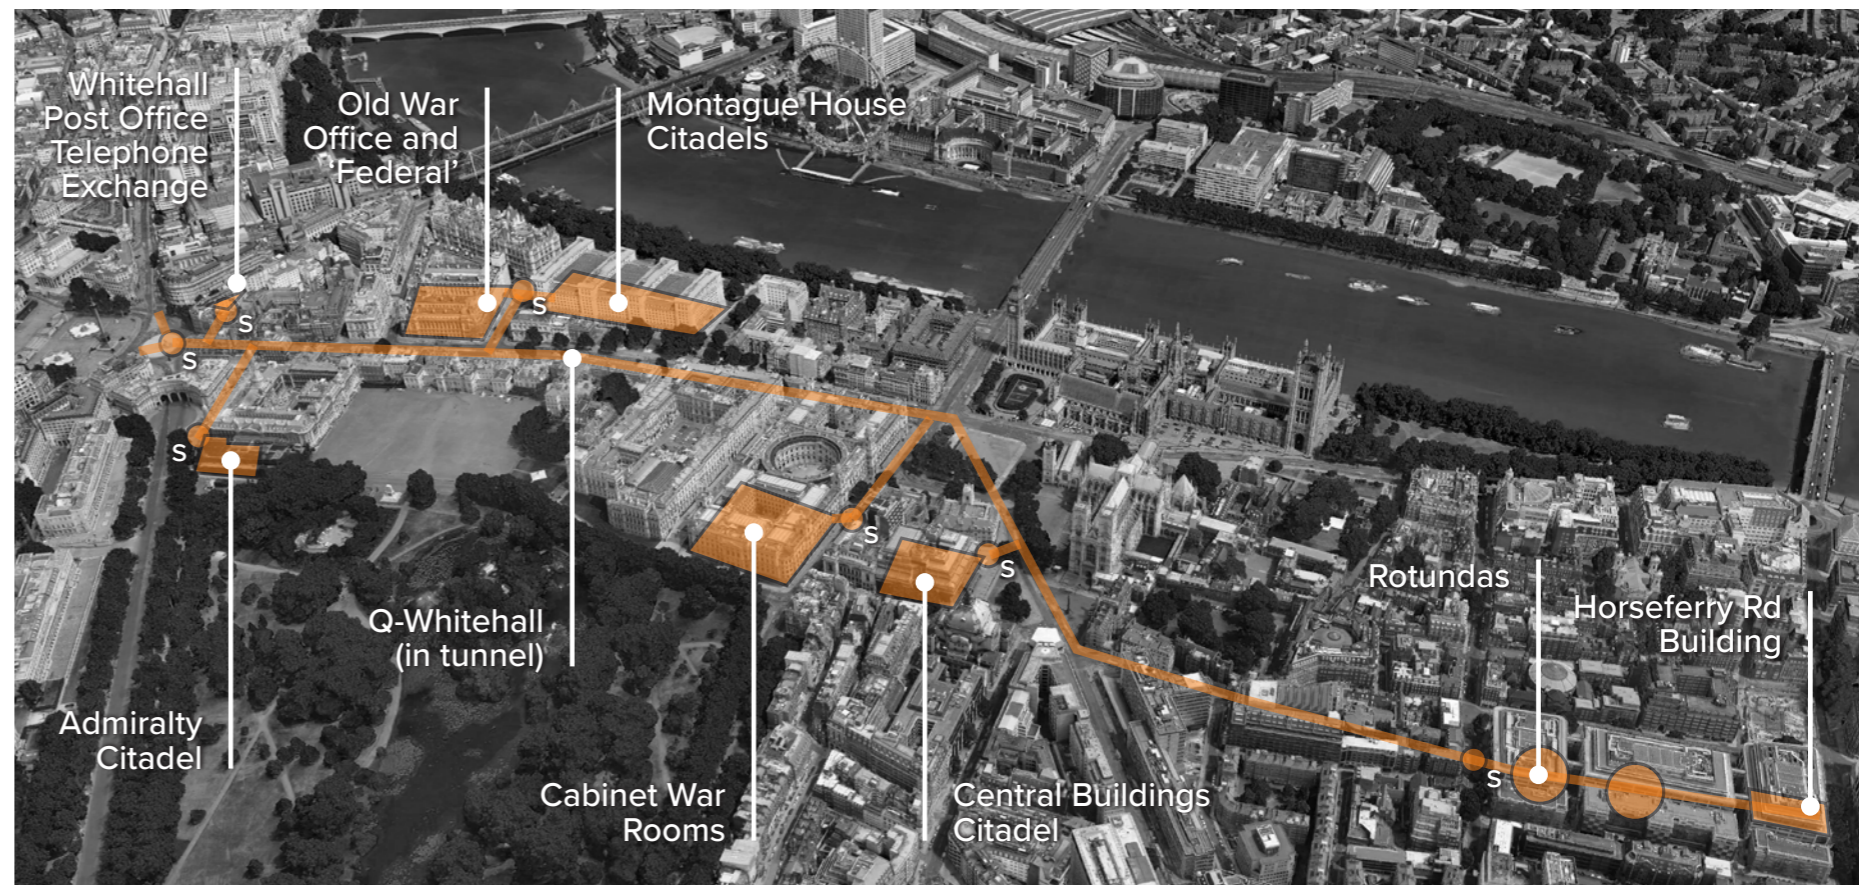 Whitehall
Post Office
Telephone
Exchange
Old War
Office and
‘Federal’
Montague House
Citadels
S
S
S
S
S
S
S
Q-Whitehall
(in tunnel)
Admiralty
Citadel
Cabinet War
Rooms
Central Buildings
Citadel
Rotundas
Horseferry Rd
Building